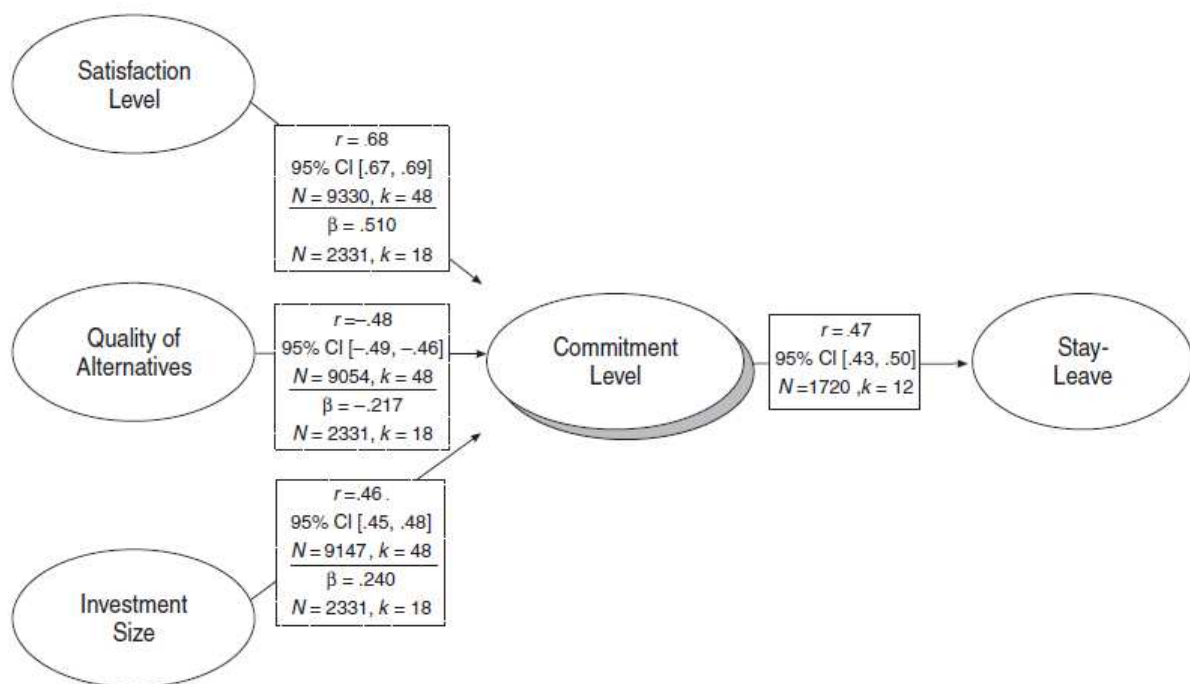 Satisfaction
Level
r = .68
95% CI [.67, .69]
N = 9330, k = 48
β = .510
N = 2331, k = 18
Quality of
Alternatives
r=–.48
95% CI [–.49, –.46]
N = 9054, k = 48
β = –.217
N = 2331, k = 18
Investment
Size
r =.46 .
95% CI [.45, .48]
N = 9147, k = 48
β = .240
N = 2331, k = 18
Commitment
Level
r = .47
95% CI [.43, .50]
N =1720 ,k = 12
Stay-
Leave